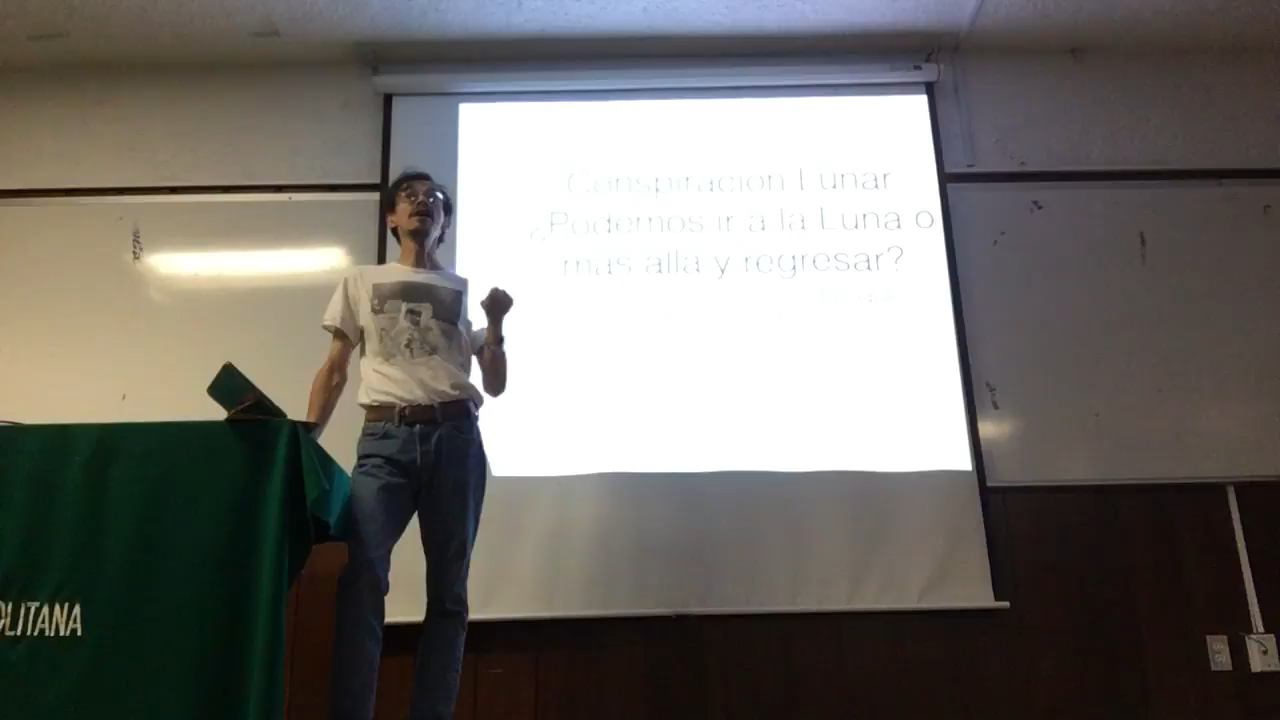 Conspiracion Lunar
¿Podemos ir a la Luna o
mas alla y regresar?
OLITANA